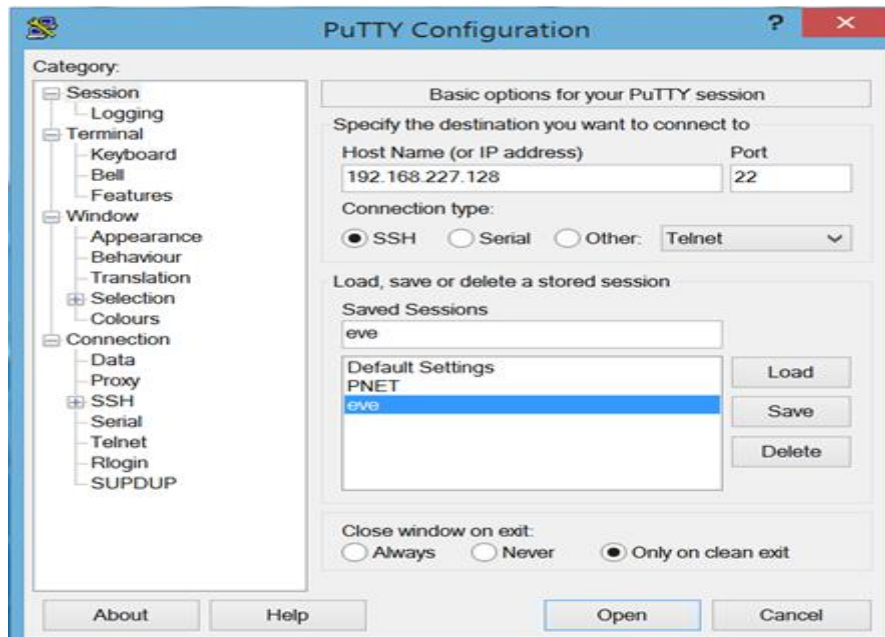 PuTTY Configuration
?
Category:
Session
Logging
Terminal
Keyboard
Bell
Features
Window
Appearance
Behaviour
Translation
Selection
Colours
Connection
Data
Proxy
SSH
Serial
Telnet
Rlogin
SUPDUP
Basic options for your PuTTY session
Specify the destination you want to connect to
Host Name (or IP address) Port
192.168.227.128 22
Connection type:
SSH Serial Other: Telnet
Load, save or delete a stored session
Saved Sessions
eve
Default Settings
PNET
eve
Load
Save
Delete
Close window on exit:
Always Never Only on clean exit
About Help Open Cancel